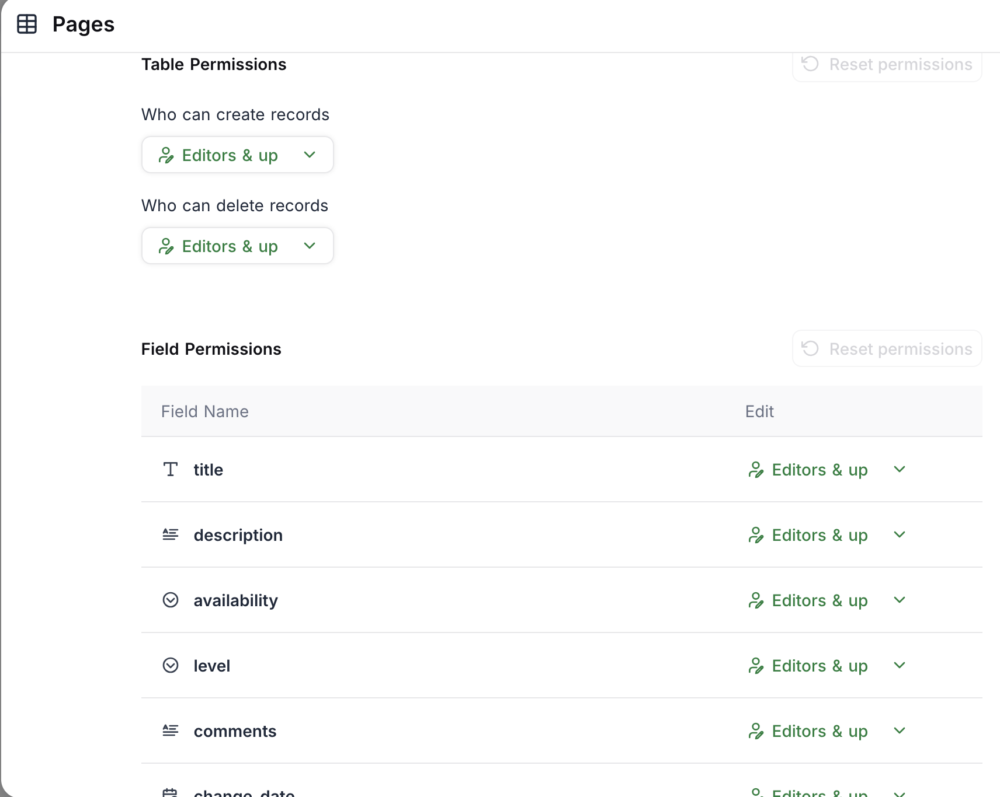 Pages
Table Permissions
Reset permissions
Who can create records
Editors & up
Who can delete records
Editors & up
Field Permissions
Reset permissions
Field Name Edit
title Editors & up
description Editors & up
availability Editors & up
level Editors & up
comments Editors & up
change_date Editors & up